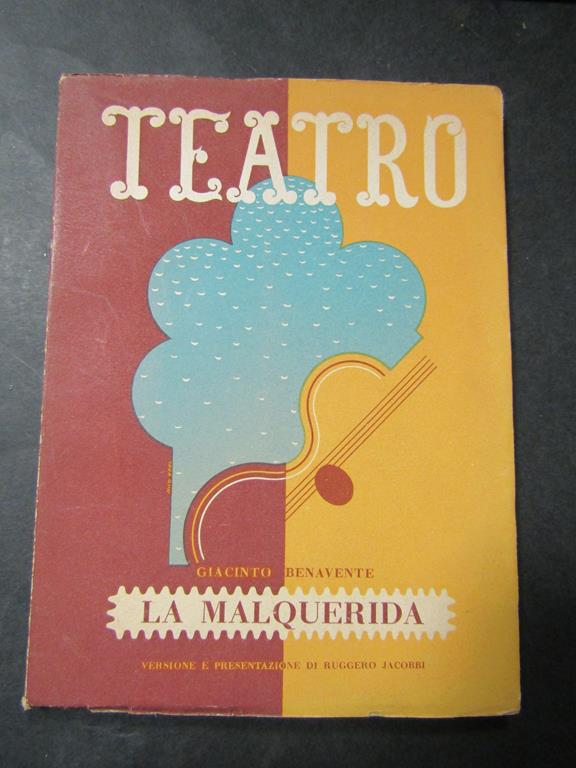 TEATRO
GIACINTO BENAVENTE
LA MALQUERIDA
VERSIONE E PRESENTAZIONE DI RUGGERO JACOBBI